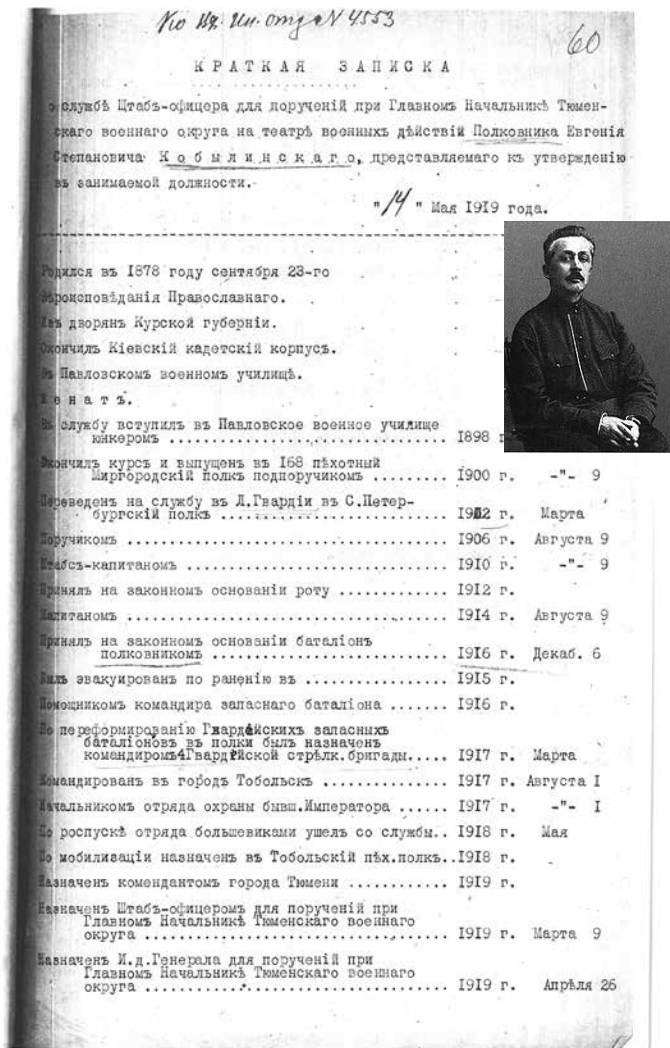 По
4553
60
КРАТКАЯ ЗАПИСКА
о службѣ Штаб-офицера для порученій при Главномъ Начальникѣ Тюмен-
скаго военнаго округа на театрѣ военныхъ дѣйствій Полковника Евгенія
Степановича Кобылинскаго, представляемаго къ утвержденію
въ занимаемой должности.
"14" Мая 1919 года.
Родился въ 1878 году сентября 23-го
Вѣроисповѣданія Православнаго.
Изъ дворянъ Курской губерніи.
Окончилъ Кіевскій кадетскій корпусъ.
Въ Павловскомъ военномъ училищѣ.
Женатъ.
Въ службу вступилъ въ Павловское военное училище
юнкеромъ ................................ 1898 г.
Окончилъ курсъ и выпущенъ въ 168 пѣхотный
Миргородскій полкъ подпоручикомъ ......... 1900 г. -"- 9
Переведенъ на службу въ Л.Гвардіи въ С.Петер-
бургскій полкъ ........................... 1902 г. Марта
Поручикомъ ............................... 1906 г. Августа 9
Штабсъ-капитаномъ ........................ 1910 г. -"- 9
Принялъ на законномъ основаніи роту ...... 1912 г.
Капитаномъ ............................... 1914 г. Августа 9
Принялъ на законномъ основаніи баталіонъ
полковникомъ ............................. 1916 г. Декаб. 6
Былъ эвакуированъ по раненію въ .......... 1915 г.
Помощникомъ командира запаснаго баталіона ....... 1916 г.
По переформированію Гвардейскихъ запасныхъ
баталіоновъ въ полки былъ назначенъ
командиромъ 4 Гвардейской стрѣлк.бригады..... 1917 г. Марта
Командированъ въ городъ Тобольскъ ........ 1917 г. Августа I
Начальникомъ отряда охраны бывш.Императора ...... 1917 г. -"- I
По роспускѣ отряда большевиками ушелъ со службы.. 1918 г. Мая
По мобилизаціи назначенъ въ Тобольскій пѣх.полкъ..1918 г.
Назначенъ комендантомъ города Тюмени ..... 1919 г.
Назначенъ Штабъ-офицеромъ для порученій при
Главномъ Начальникѣ Тюменскаго военнаго
округа ................................... 1919 г. Марта 9
Назначенъ И.д.Генерала для порученій при
Главномъ Начальникѣ Тюменскаго военнаго
округа ................................... 1919 г. Апрѣля 26